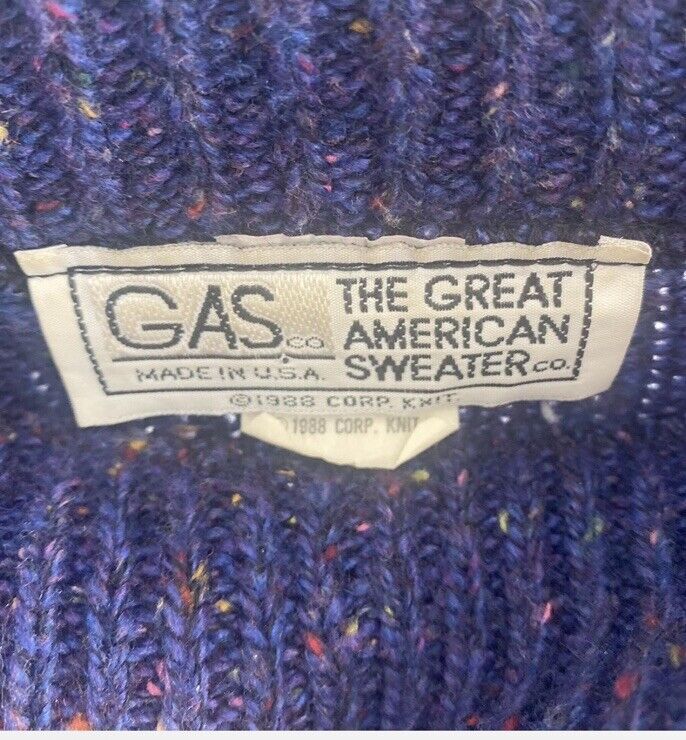 GAS.co
MADE IN U.S.A.
THE GREAT
AMERICAN
SWEATER CO.
©1988 CORP. KNIT.
©1988 CORP. KNIT